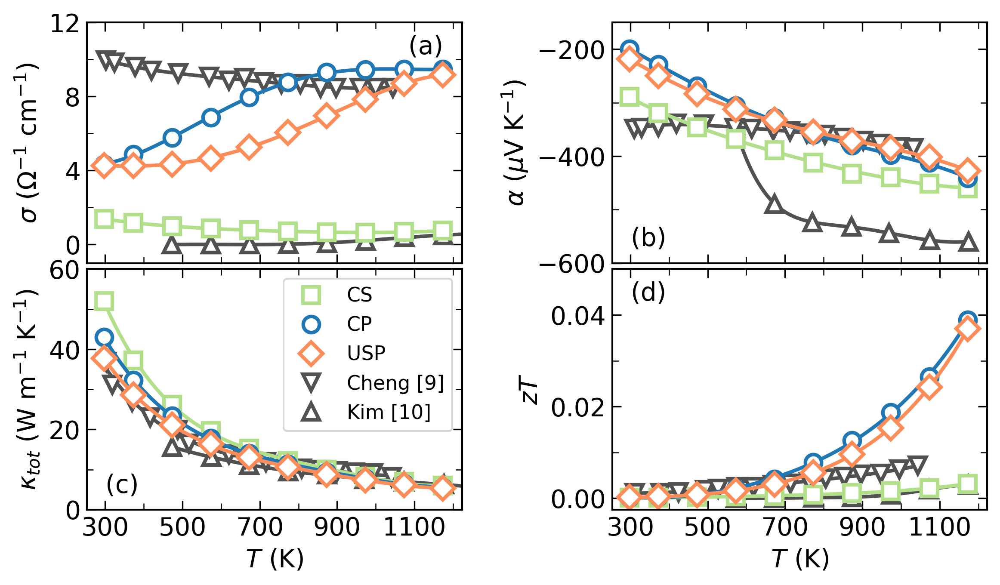 12
8
4
0
σ (Ω⁻¹ cm⁻¹)
(a)
−200
−400
−600
α (μV K⁻¹)
(b)
60
40
20
0
κ_tot (W m⁻¹ K⁻¹)
(c)
CS
CP
USP
Cheng [9]
Kim [10]
300 500 700 900 1100
T (K)
0.04
0.02
0.00
zT
(d)
300 500 700 900 1100
T (K)